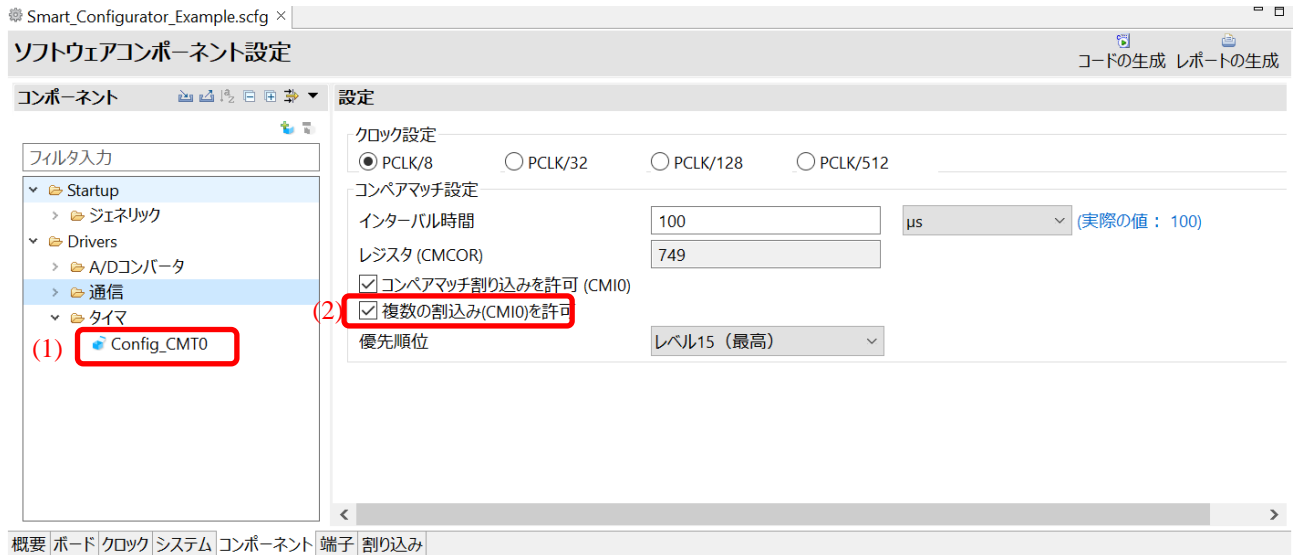 Smart_Configurator_Example.scfg ×
ソフトウェアコンポーネント設定
コードの生成 レポートの生成
コンポーネント
設定
フィルタ入力
Startup
ジェネリック
Drivers
A/Dコンバータ
通信
タイマ
(1) Config_CMT0
クロック設定
PCLK/8 PCLK/32 PCLK/128 PCLK/512
コンペアマッチ設定
インターバル時間 100 μs (実際の値： 100)
レジスタ (CMCOR) 749
コンペアマッチ割り込みを許可 (CMI0)
(2) 複数の割込み(CMI0)を許可
優先順位 レベル15（最高）
概要 ボード クロック システム コンポーネント 端子 割り込み